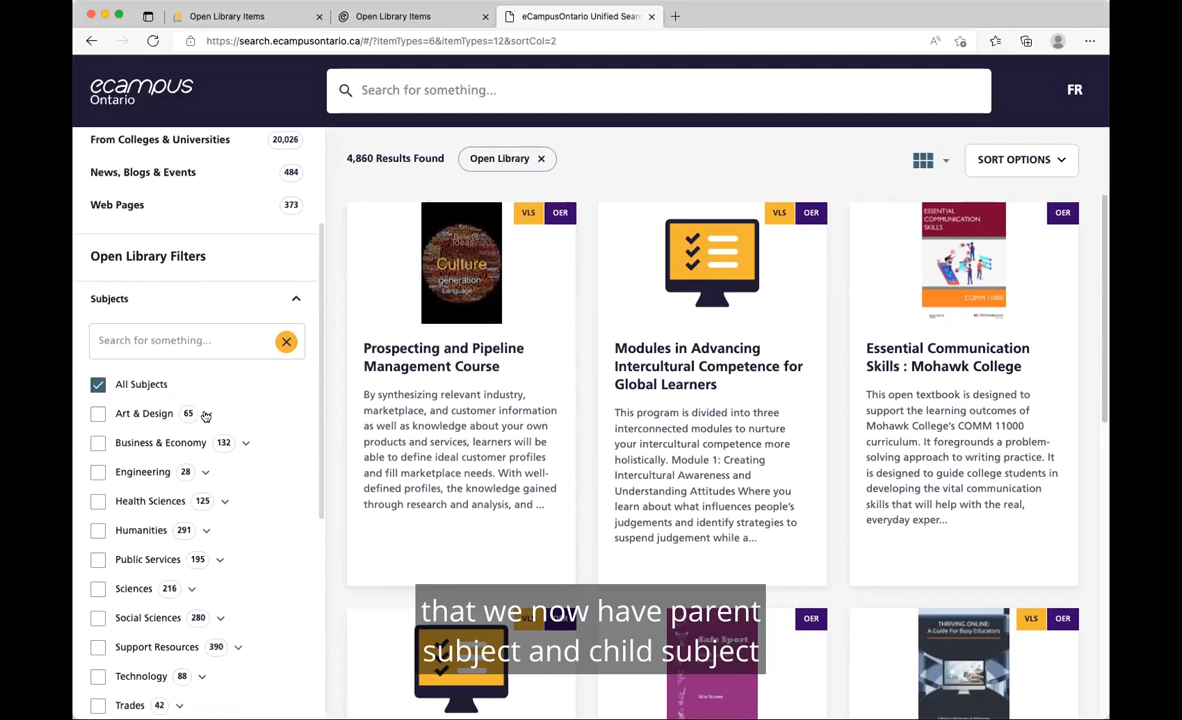 Open Library Items
Open Library Items
eCampusOntario Unified Sear
https://search.ecampusontario.ca/#/?itemTypes=6&itemTypes=12&sortCol=2
ecampus
Ontario
Search for something...
FR
From Colleges & Universities 20,026
News, Blogs & Events 484
Web Pages 373
Open Library Filters
Subjects
Search for something...
All Subjects
Art & Design 65
Business & Economy 132
Engineering 28
Health Sciences 125
Humanities 291
Public Services 195
Sciences 216
Social Sciences 280
Support Resources 390
Technology 88
Trades 42
4,860 Results Found
Open Library
SORT OPTIONS
VLS OER
Culture
generation
Language
Prospecting and Pipeline
Management Course
By synthesizing relevant industry,
marketplace, and customer information
as well as knowledge about your own
products and services, learners will be
able to define ideal customer profiles
and fill marketplace needs. With well-
defined profiles, the knowledge gained
through research and analysis, and ...
VLS OER
Modules in Advancing
Intercultural Competence for
Global Learners
This program is divided into three
interconnected modules to nurture
your intercultural competence more
holistically. Module 1: Creating
Intercultural Awareness and
Understanding Attitudes Where you
learn about what influences people's
judgements and identify strategies to
suspend judgement while a...
OER
ESSENTIAL
COMMUNICATION
SKILLS
COMM 11000
Essential Communication
Skills : Mohawk College
This open textbook is designed to
support the learning outcomes of
Mohawk College's COMM 11000
curriculum. It foregrounds a problem-
solving approach to writing practice. It
is designed to guide college students in
developing the vital communication
skills that will help with the real,
everyday exper...
OER
Safe Sport
VLS OER
THRIVING ONLINE:
A Guide For Busy Educators
that we now have parent
subject and child subject